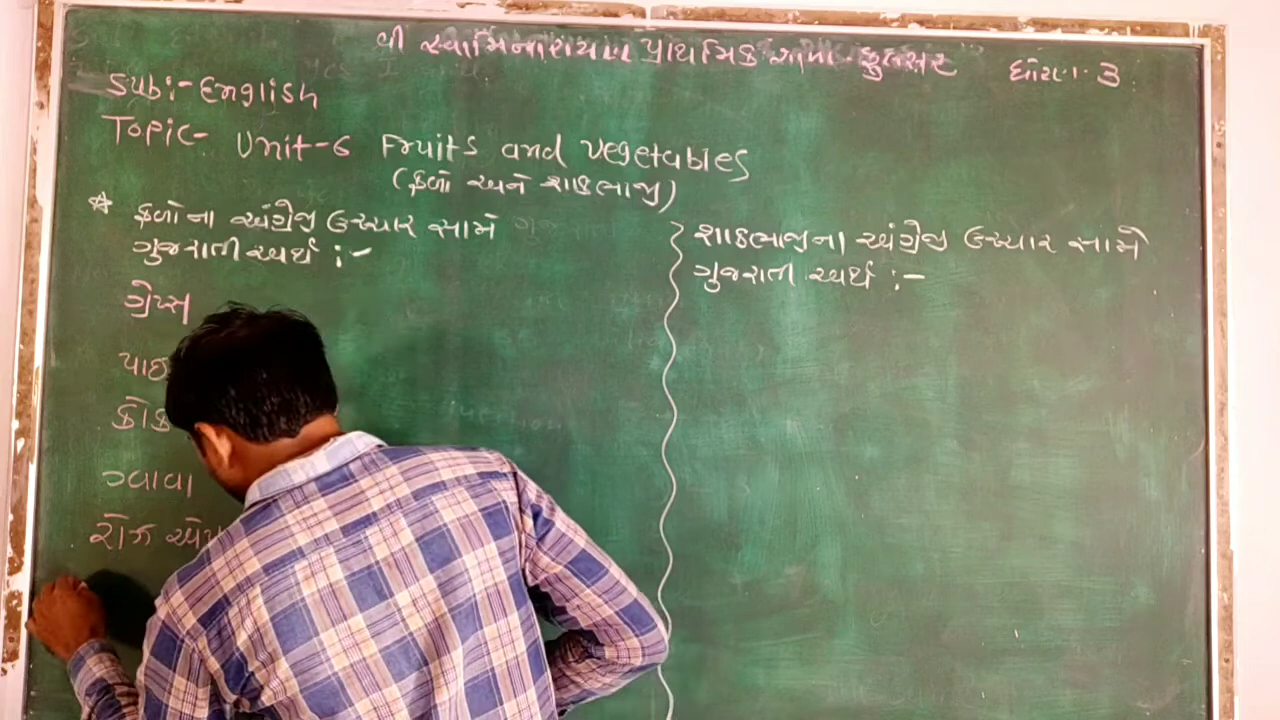 શ્રી સ્વામિનારાયણ પ્રાથમિક શાળા - ફુલસર ધોરણ - 3
Sub:- English
Topic- Unit-6 Fruits and vegetables
(ફળો અને શાકભાજી)
☆ ફળોના અંગ્રેજી ઉચ્ચાર સામે
ગુજરાતી અર્થ :-
ગ્રેપ્સ
ગ્વાવા
રોઝ
શાકભાજીના અંગ્રેજી ઉચ્ચાર સામે
ગુજરાતી અર્થ :-